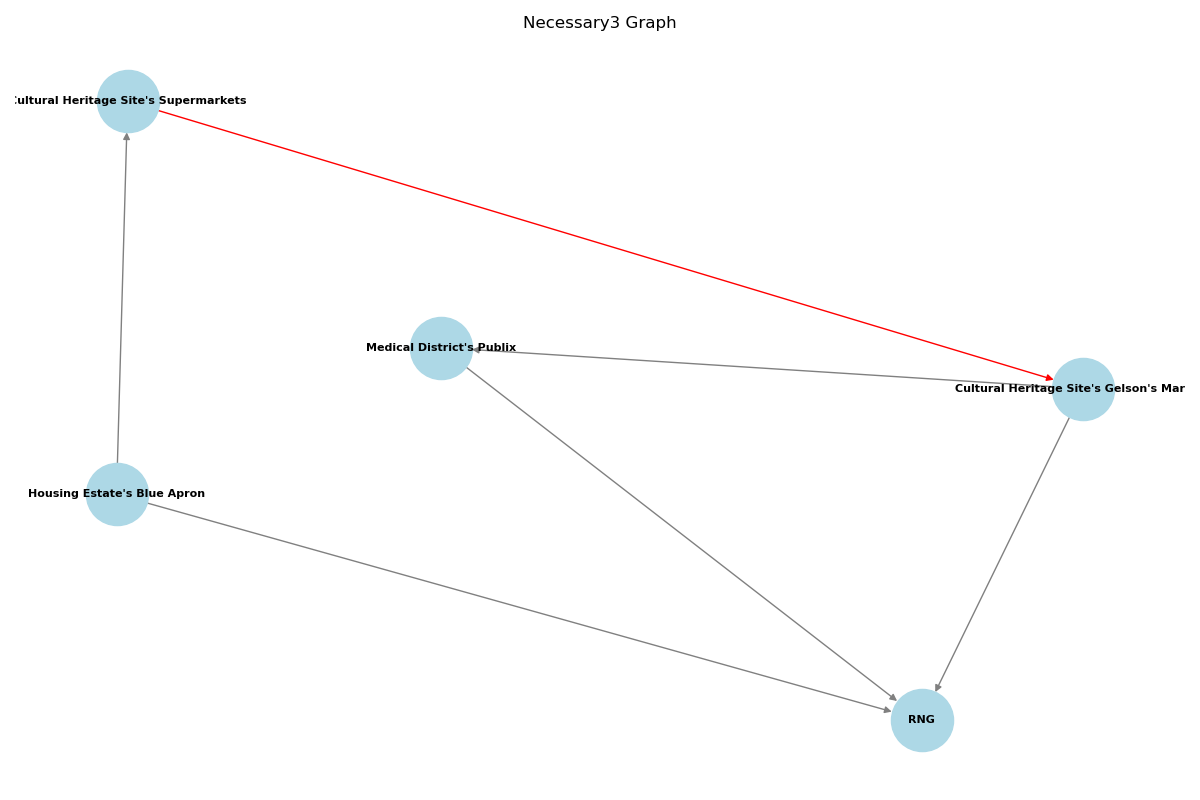 Necessary3 Graph
Cultural Heritage Site's Supermarkets
Medical District's Publix
Cultural Heritage Site's Gelson's Mar
Housing Estate's Blue Apron
RNG